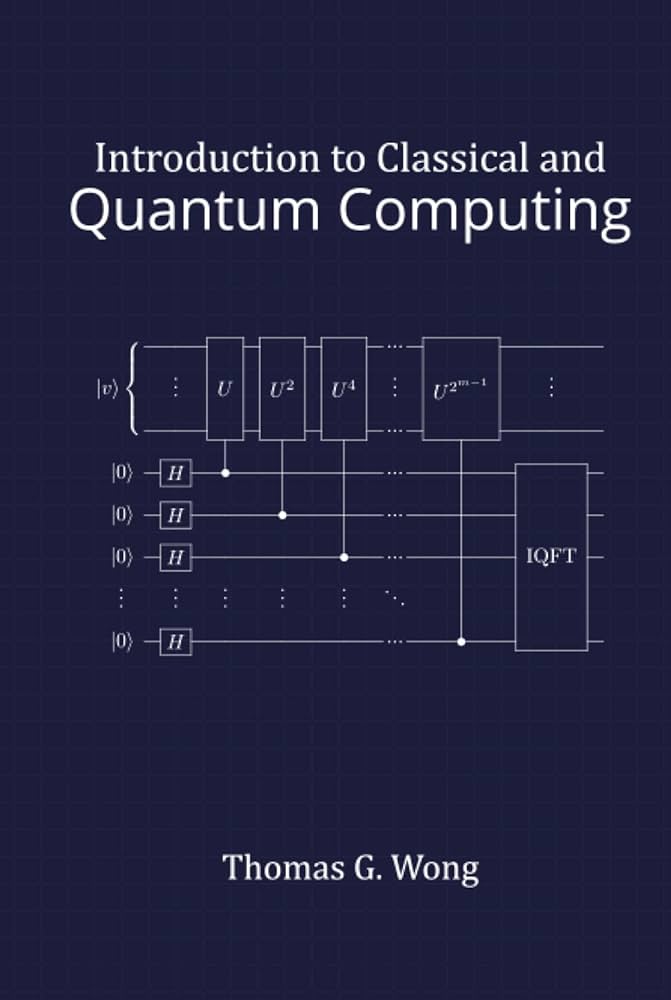 Introduction to Classical and
Quantum Computing
⋯
|v⟩ { ⋮ U U² U⁴ ⋮ U^{2^{m−1}} ⋮
⋯
|0⟩ H ⋯
|0⟩ H ⋯
|0⟩ H ⋯ IQFT
⋮ ⋮ ⋮ ⋮ ⋮ ⋱
|0⟩ H ⋯
Thomas G. Wong